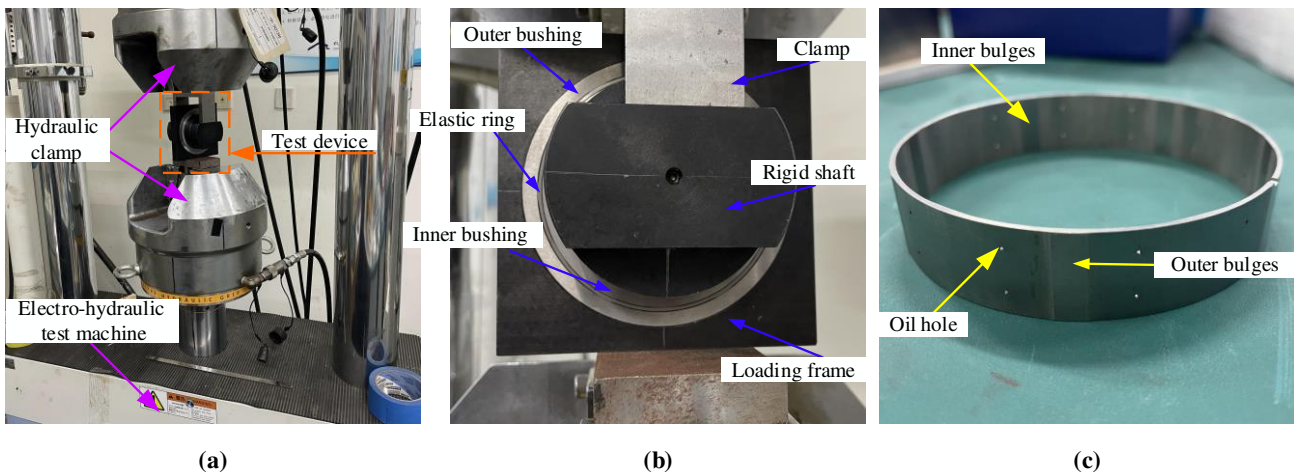 Hydraulic
clamp
Test device
Electro-hydraulic
test machine
(a)
Outer bushing
Clamp
Elastic ring
Rigid shaft
Inner bushing
Loading frame
(b)
Inner bulges
Outer bulges
Oil hole
(c)